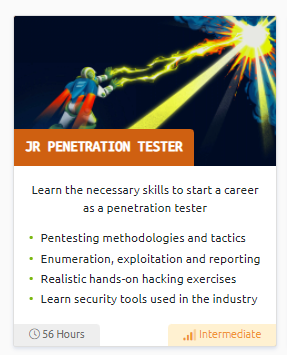 JR PENETRATION TESTER
Learn the necessary skills to start a career
as a penetration tester
• Pentesting methodologies and tactics
• Enumeration, exploitation and reporting
• Realistic hands-on hacking exercises
• Learn security tools used in the industry
56 Hours
Intermediate